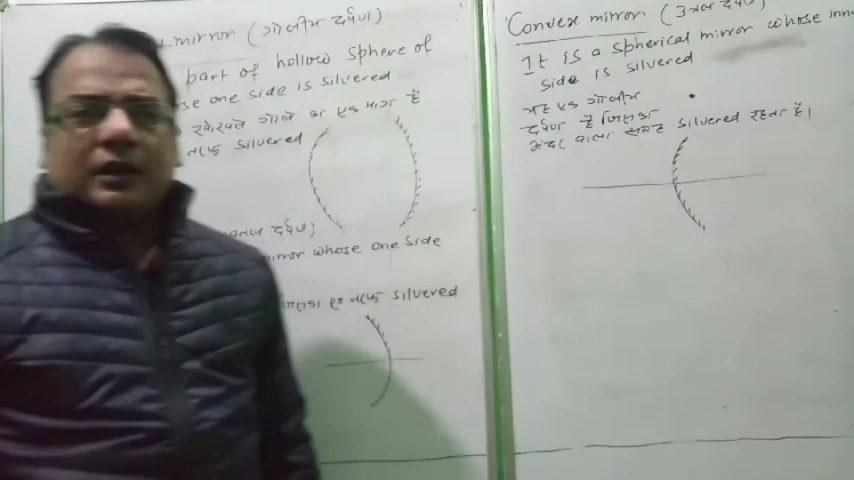 mirror (गोलीय दर्पण)
part of hollow sphere of
se one side is silvered
खोखले गोले का एक भाग है
silvered
दर्पण)
mirror whose one side
एक तरफ silvered
Convex mirror (उत्तल दर्पण)
It is a spherical mirror whose inn
side is silvered
यह एक गोलीय
दर्पण है जिसका
अंदर वाला सतह silvered रहता है।